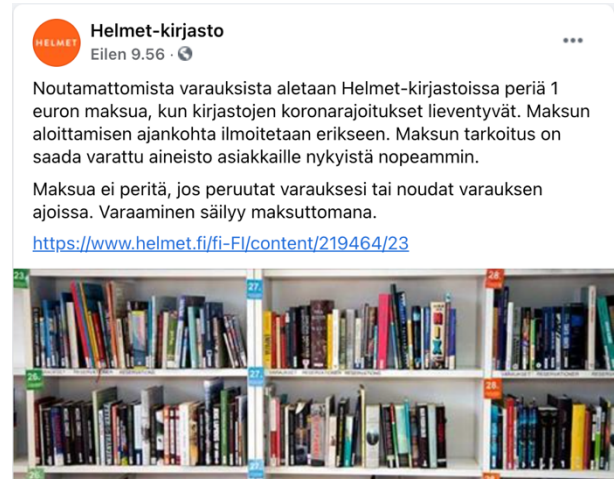 HELMET
Helmet-kirjasto
Eilen 9.56 ·
Noutamattomista varauksista aletaan Helmet-kirjastoissa periä 1
euron maksua, kun kirjastojen koronarajoitukset lieventyvät. Maksun
aloittamisen ajankohta ilmoitetaan erikseen. Maksun tarkoitus on
saada varattu aineisto asiakkaille nykyistä nopeammin.
Maksua ei peritä, jos peruutat varauksesi tai noudat varauksen
ajoissa. Varaaminen säilyy maksuttomana.
https://www.helmet.fi/fi-FI/content/219464/23
23.
27.
28.
26.
27.
28.